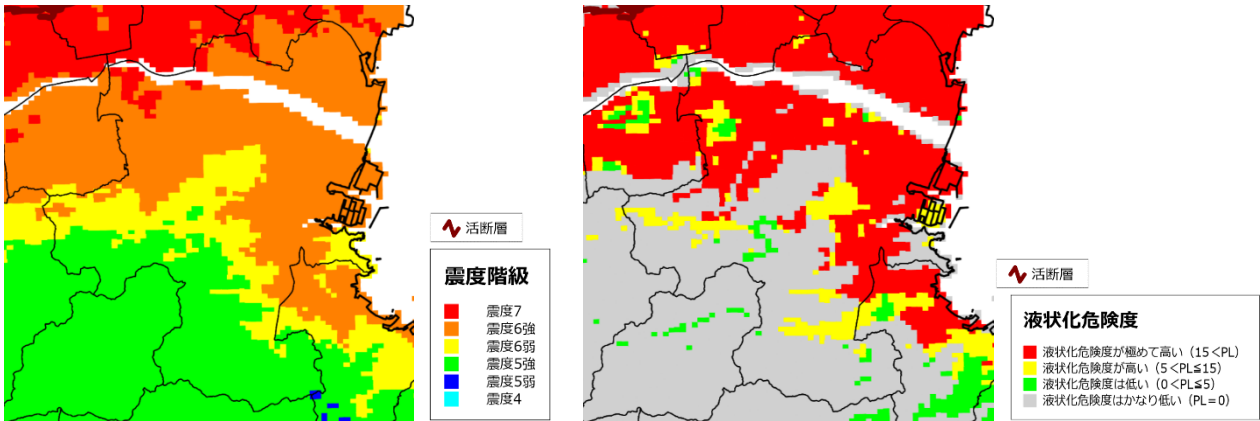 活断層
震度階級
震度7
震度6強
震度6弱
震度5強
震度5弱
震度4
活断層
液状化危険度
液状化危険度が極めて高い（15＜PL）
液状化危険度が高い（5＜PL≦15）
液状化危険度は低い（0＜PL≦5）
液状化危険度はかなり低い（PL＝0）